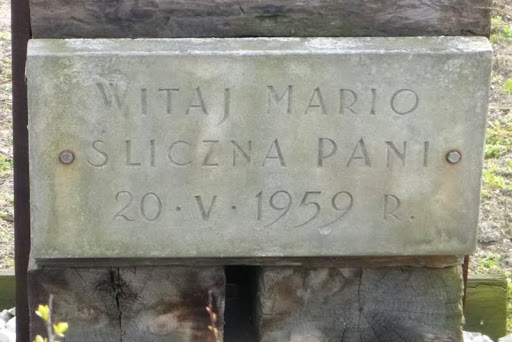 WITAJ MARIO
ŚLICZNA PANI
20·V·1959 R.